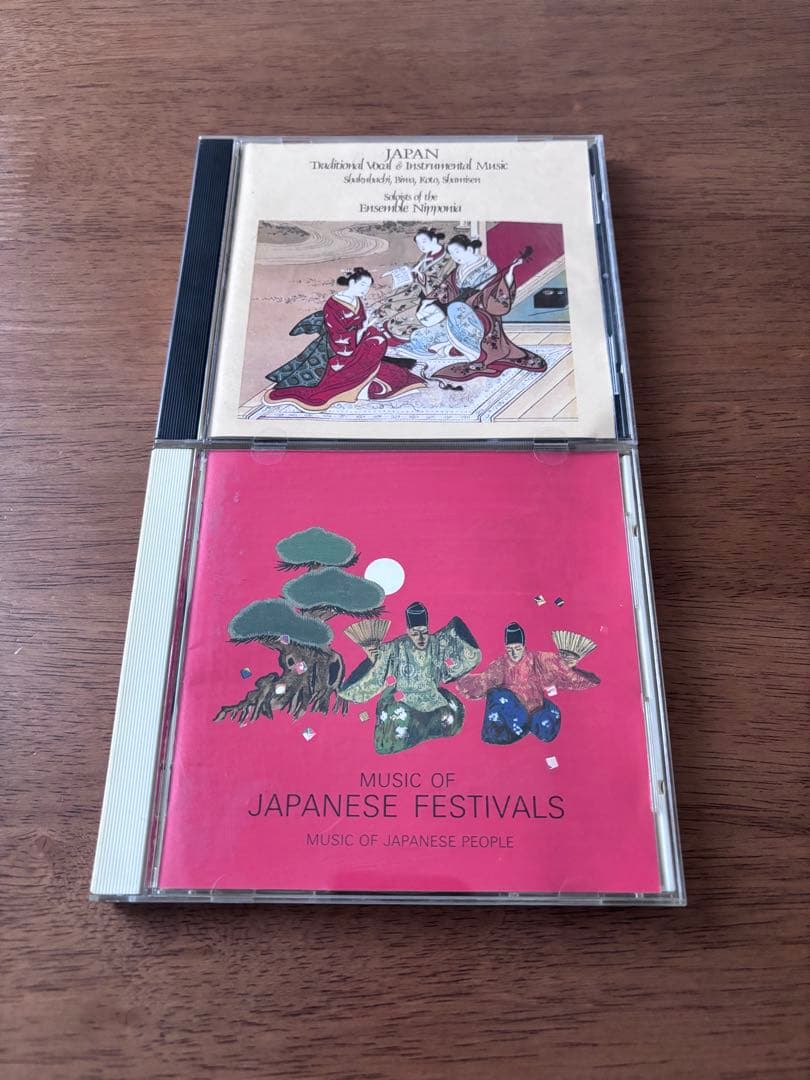 JAPAN
Traditional Vocal & Instrumental Music
Shakuhachi, Biwa, Koto, Shamisen
Soloists of the
Ensemble Nipponia
MUSIC OF
JAPANESE FESTIVALS
MUSIC OF JAPANESE PEOPLE